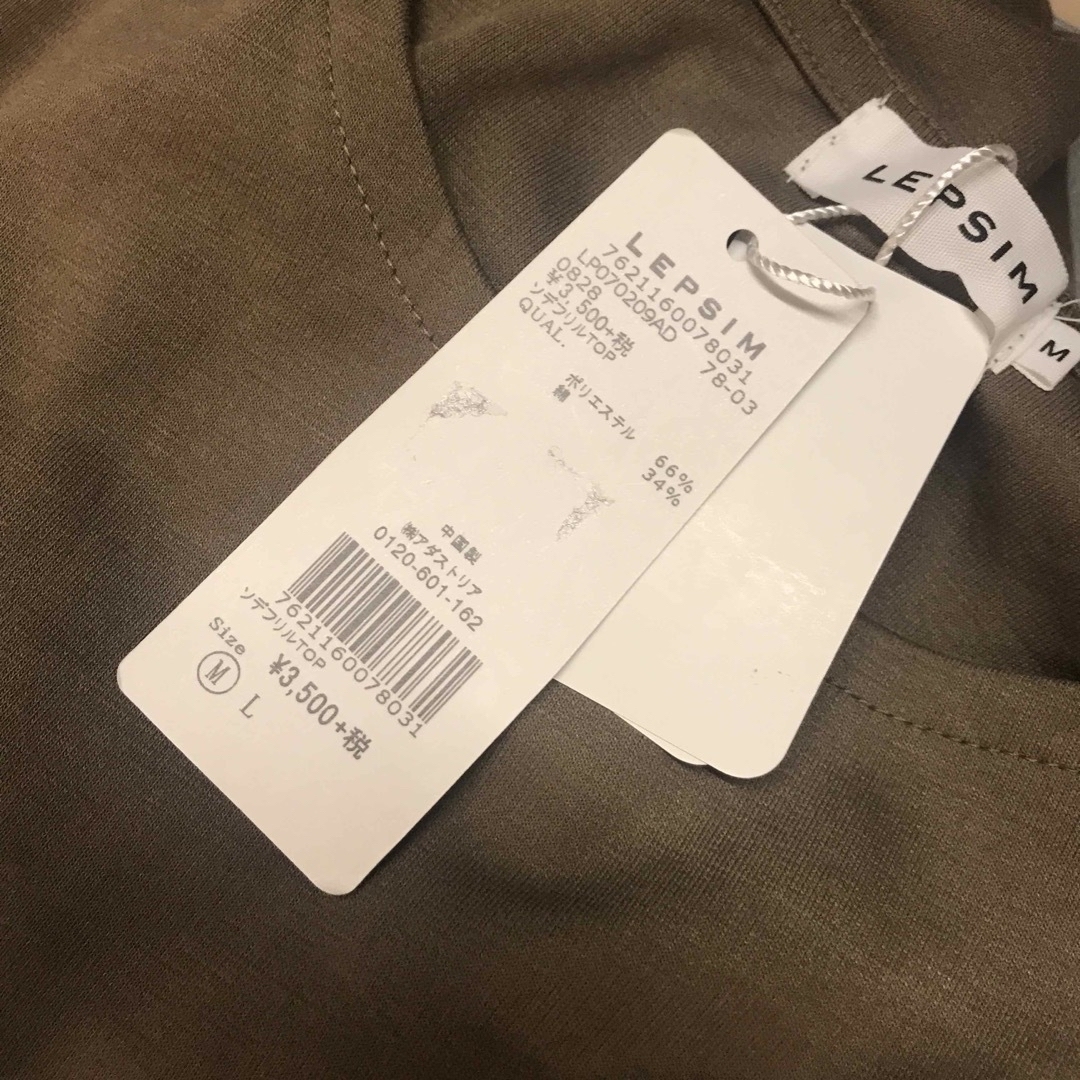 LEPSIM
7621160078031
LP070209AD 78-03
0828
¥3,500+税
ソデフリルTOP
QUAL.
ポリエステル 66%
綿 34%
中国製
㈱アダストリア
0120-601-162
7621160078031
ソデフリルTOP
¥3,500+税
Size
M L
LEPSIM
M